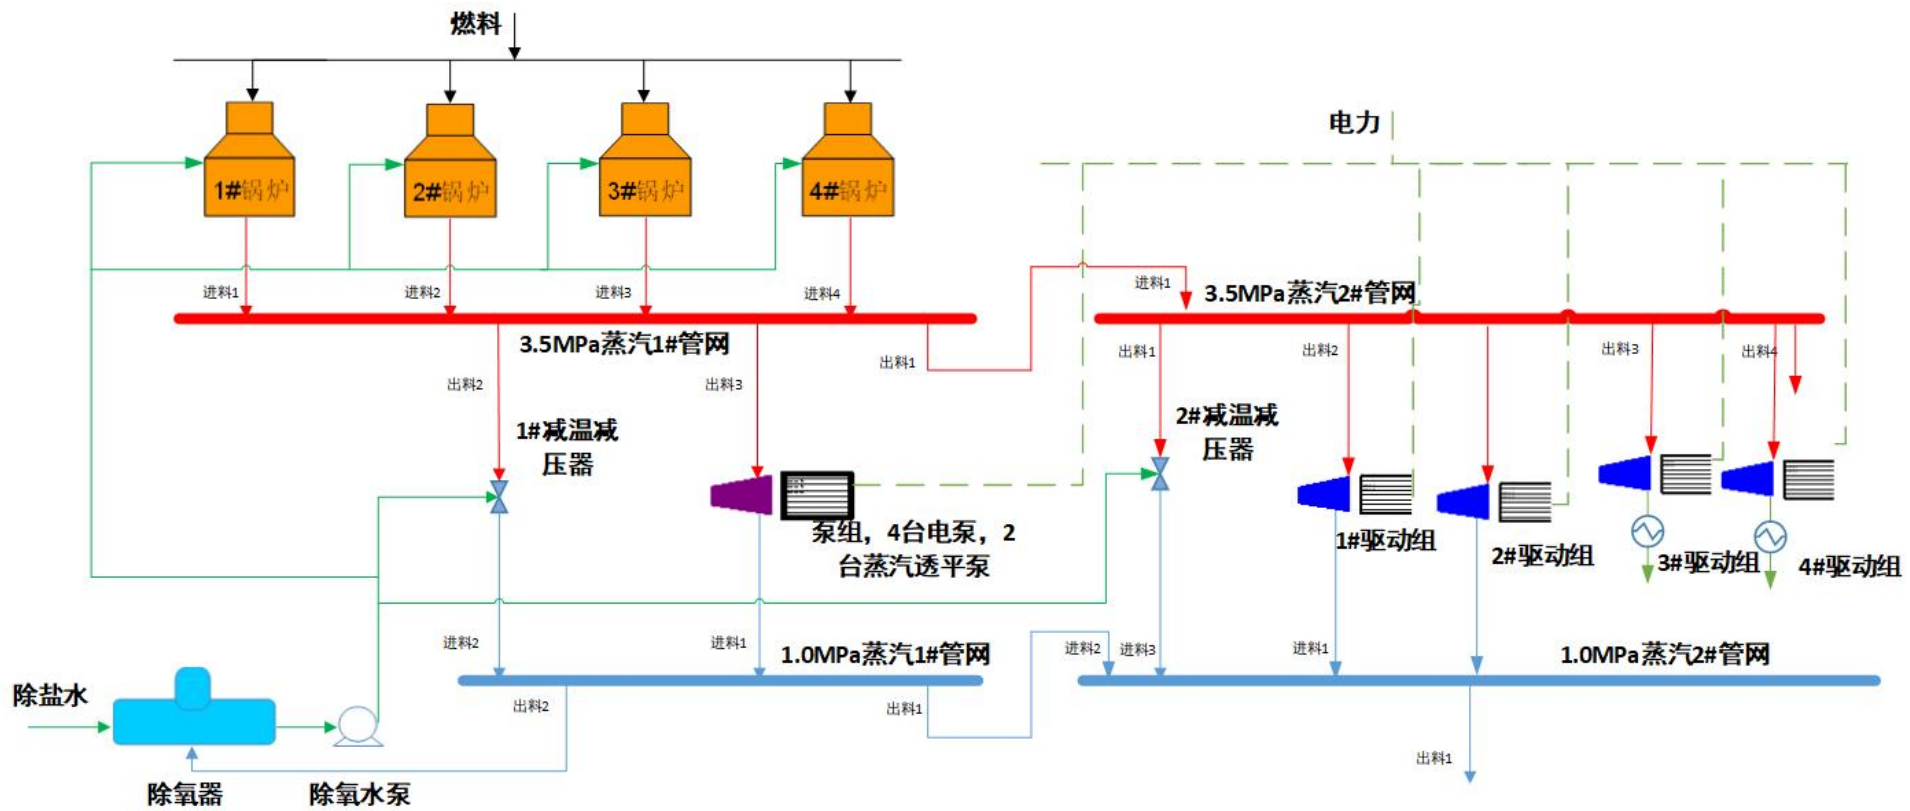 燃料
电力
1#锅炉
2#锅炉
3#锅炉
4#锅炉
进料1
进料2
进料3
进料4
进料1
3.5MPa蒸汽2#管网
3.5MPa蒸汽1#管网
出料1
出料1
出料2
出料3
出料4
出料2
出料3
1#减温减
压器
2#减温减
压器
泵组，4台电泵，2
台蒸汽透平泵
1#驱动组
2#驱动组
3#驱动组
4#驱动组
进料2
进料1
1.0MPa蒸汽1#管网
进料2
进料3
进料1
1.0MPa蒸汽2#管网
除盐水
出料2
出料1
出料1
除氧器
除氧水泵